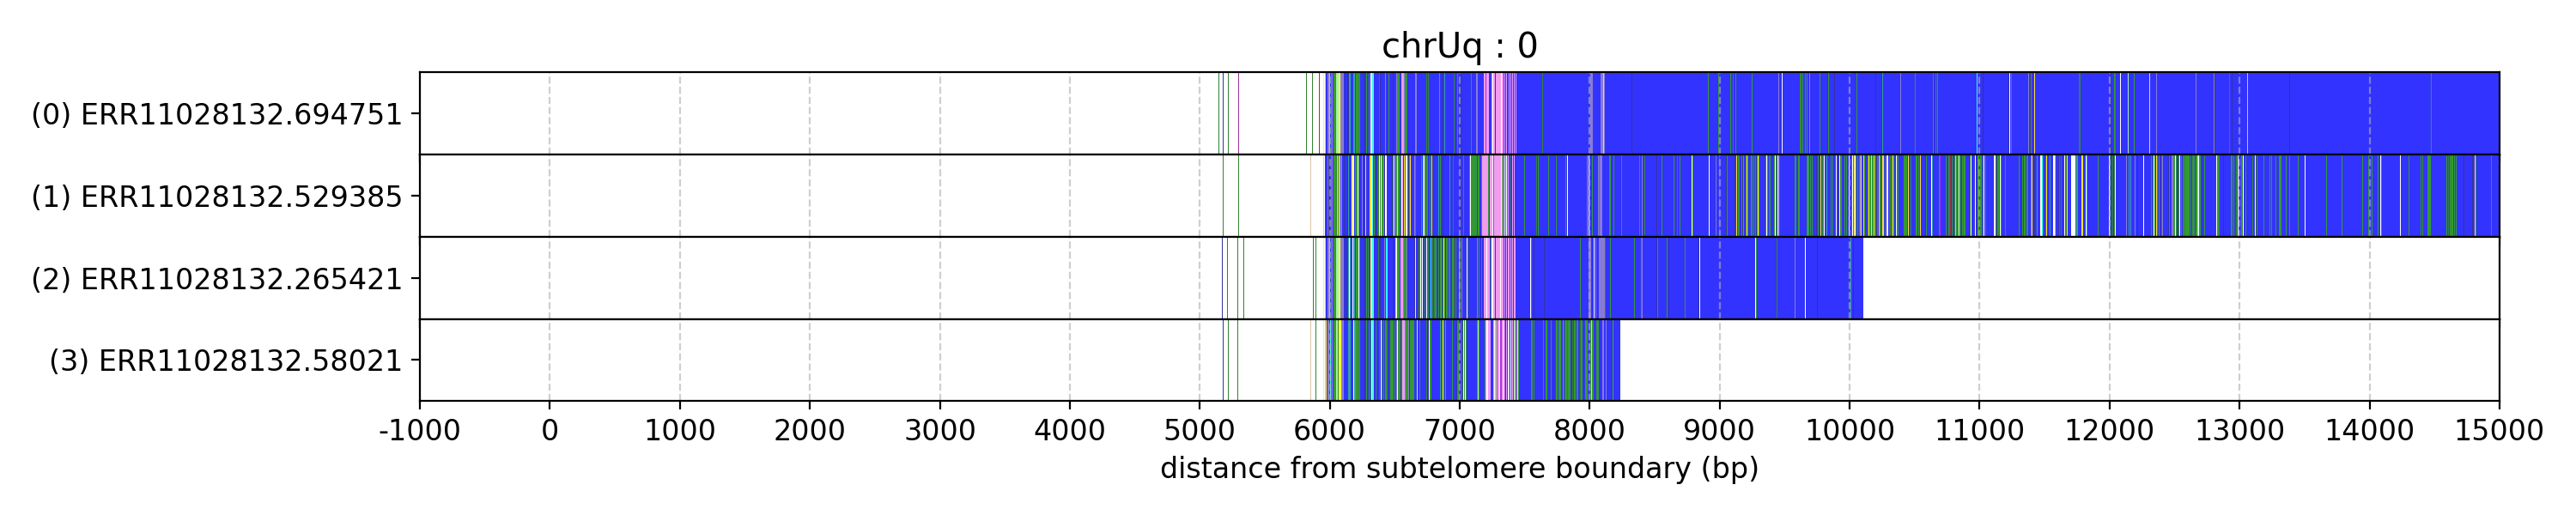 chrUq : 0
(0) ERR11028132.694751
(1) ERR11028132.529385
(2) ERR11028132.265421
(3) ERR11028132.58021
-1000 0 1000 2000 3000 4000 5000 6000 7000 8000 9000 10000 11000 12000 13000 14000 15000
distance from subtelomere boundary (bp)